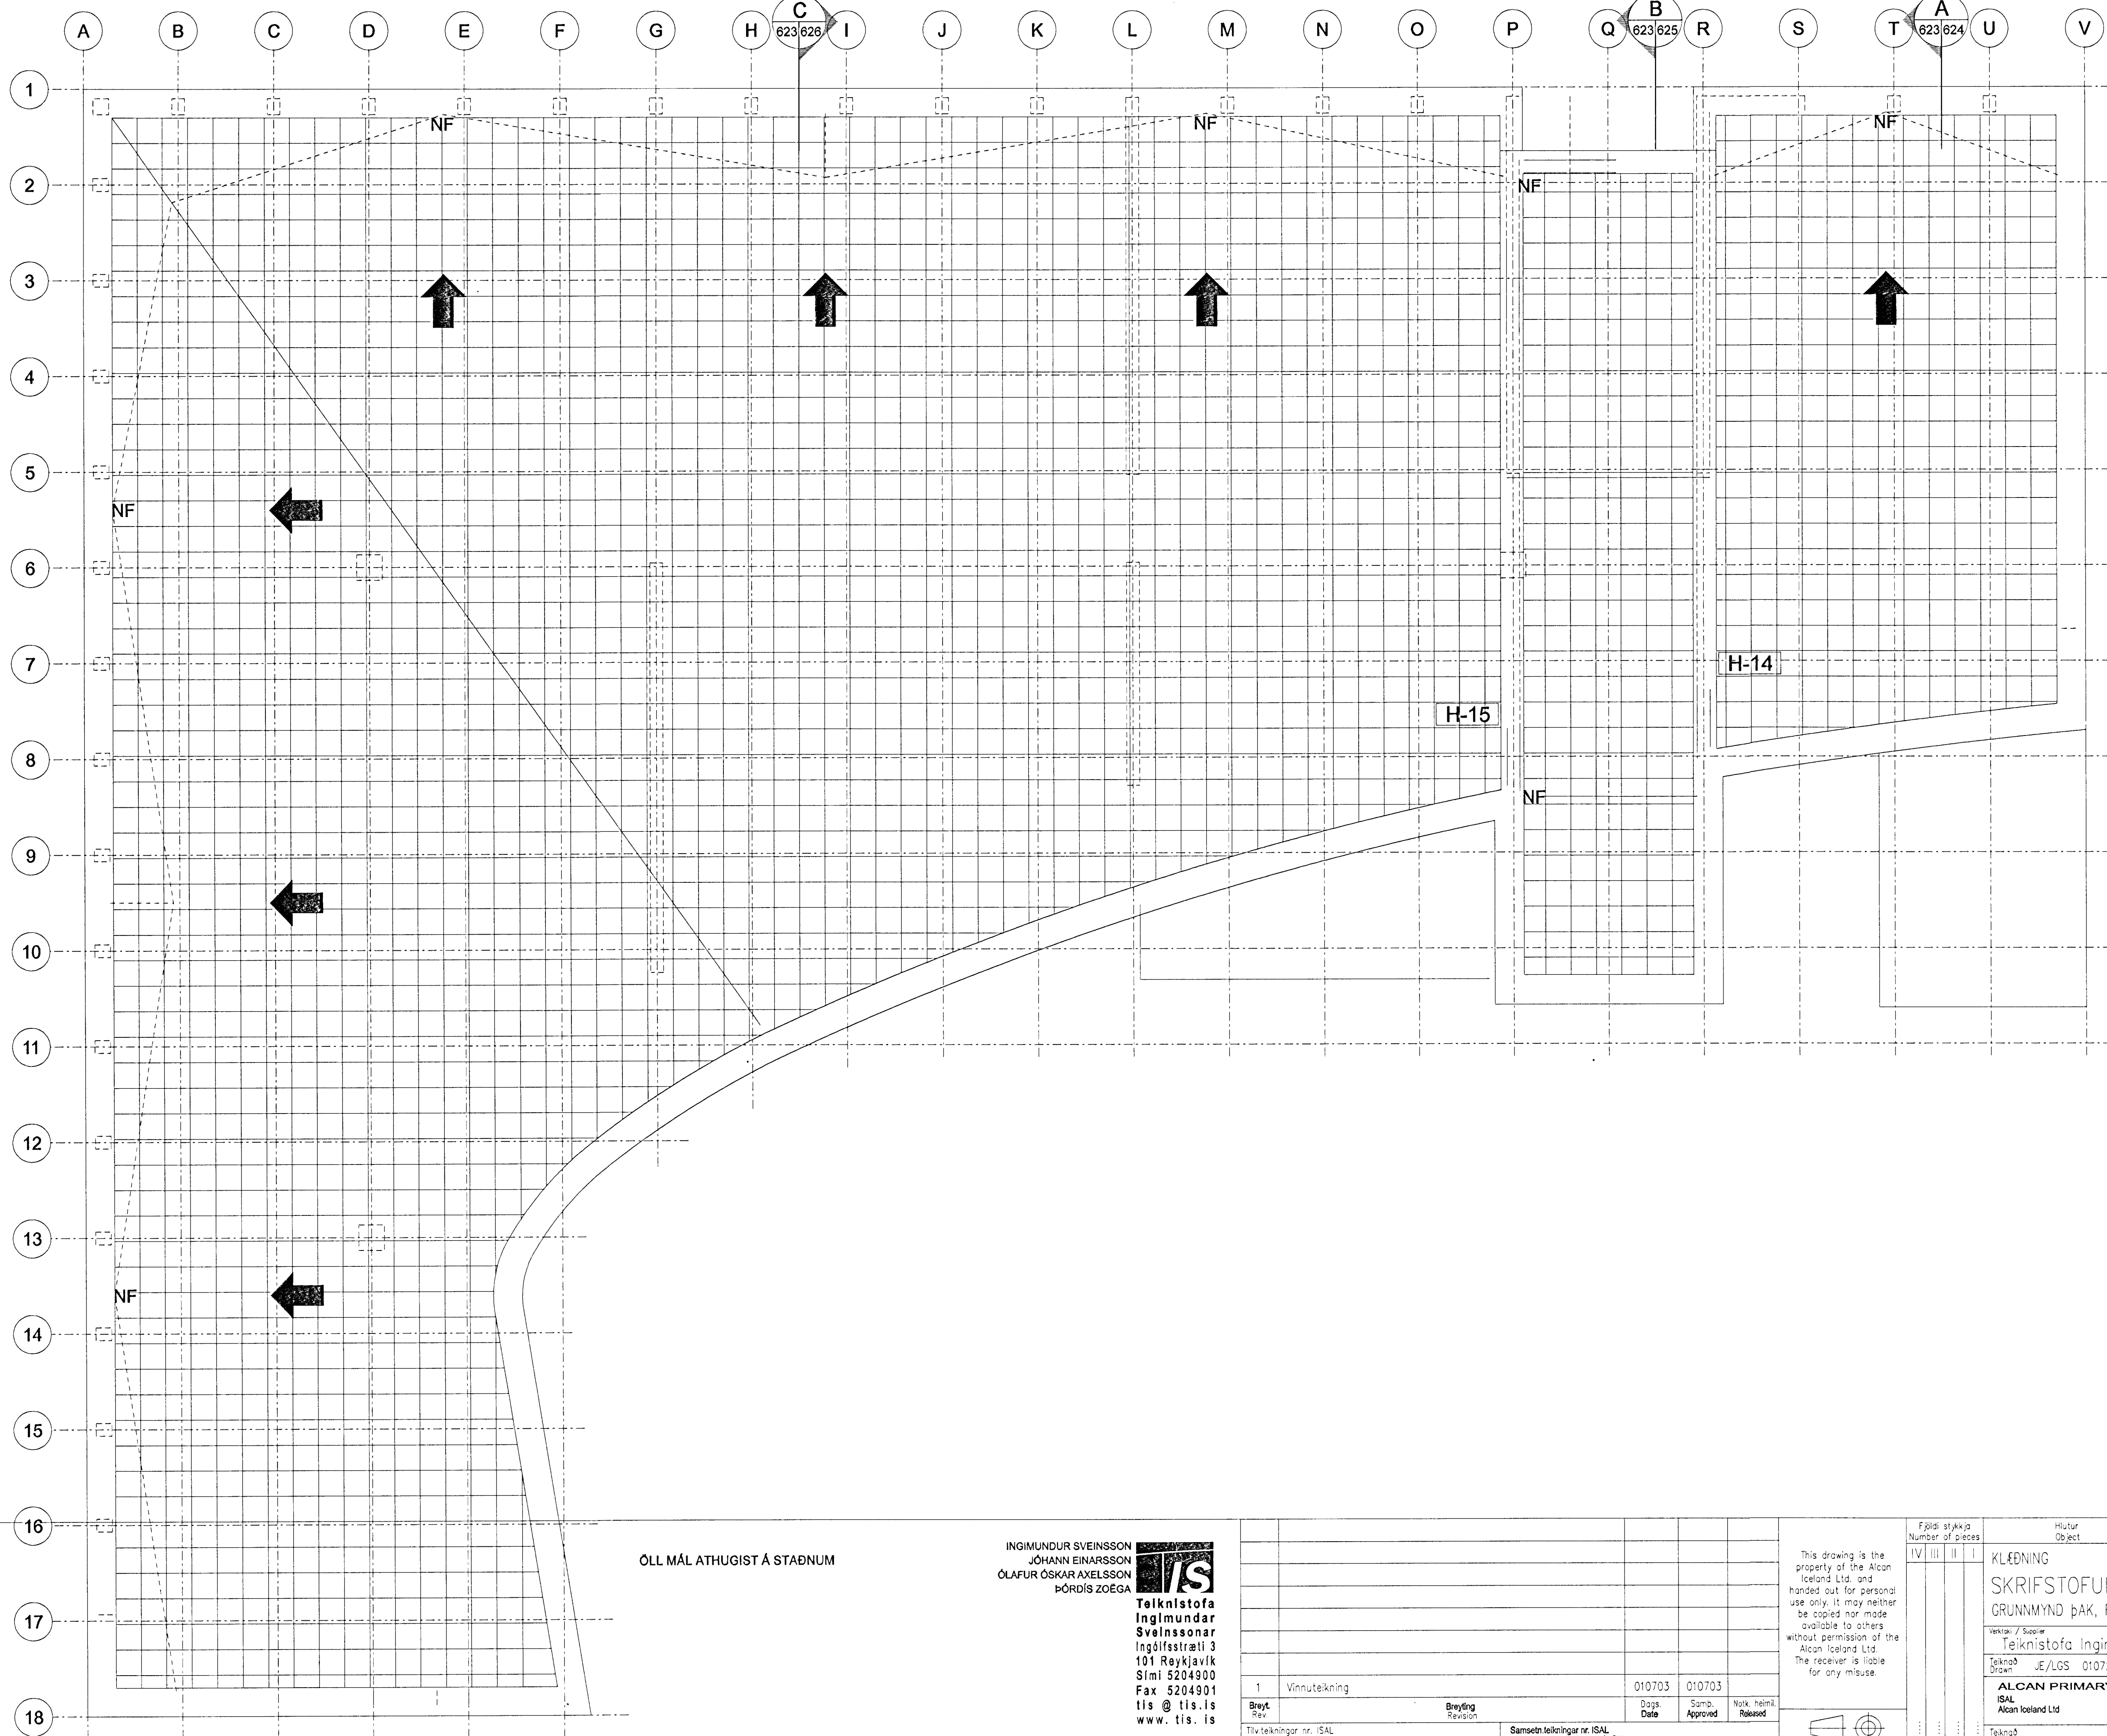 A B C D E F G H I J K L M N O P Q R S T U V
C
623 626
B
623 625
A
623 624
1
NF NF NF
2
NF
3
4
5
NF
6
7
H-14
H-15
8
NF
9
10
11
12
13
NF
14
15
16
17
18
ÖLL MÁL ATHUGIST Á STAÐNUM
INGIMUNDUR SVEINSSON
JÓHANN EINARSSON
ÓLAFUR ÓSKAR AXELSSON
ÞÓRDÍS ZOËGA
IS
Teiknistofa
Ingimundar
Sveinssonar
Ingólfsstræti 3
101 Reykjavík
Sími 5204900
Fax 5204901
tis @ tis.is
www. tis. is
1 Vinnuteikning 010703 010703
Breyt. Breyting Dags. Samþ. Notk. heimil.
Rev. Revision Date Approved Released
Tilv.teikningar nr. ISAL Samsetn.teikningar nr. ISAL
This drawing is the
property of the Alcan
Iceland Ltd. and
handed out for personal
use only. It may neither
be copied nor made
available to others
without permission of the
Alcan Iceland Ltd.
The receiver is liable
for any misuse.
Fjöldi stykkja
Number of pieces
IV III II I
Hlutur
Object
KLÆÐNING
SKRIFSTOFU
GRUNNMYND ÞAK,
Verktaki / Supplier
Teiknistofa Ingi
Teiknað
Drawn JE/LGS
ALCAN PRIMARY
ISAL
Alcan Iceland Ltd
Teiknað